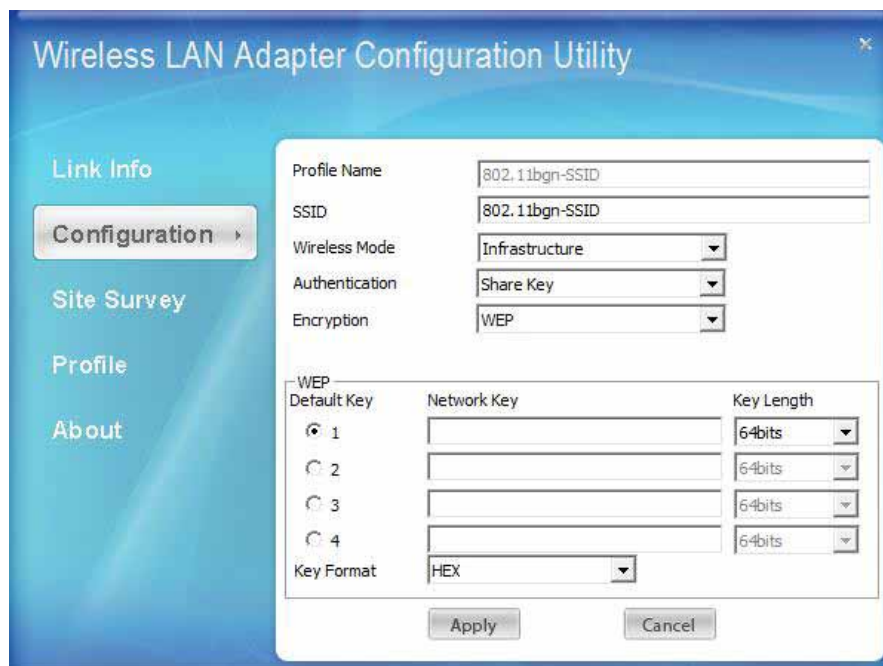 Wireless LAN Adapter Configuration Utility
Link Info
Configuration
Site Survey
Profile
About
Profile Name 802.11bgn-SSID
SSID 802.11bgn-SSID
Wireless Mode Infrastructure
Authentication Share Key
Encryption WEP
WEP
Default Key Network Key Key Length
1 64bits
2 64bits
3 64bits
4 64bits
Key Format HEX
Apply Cancel